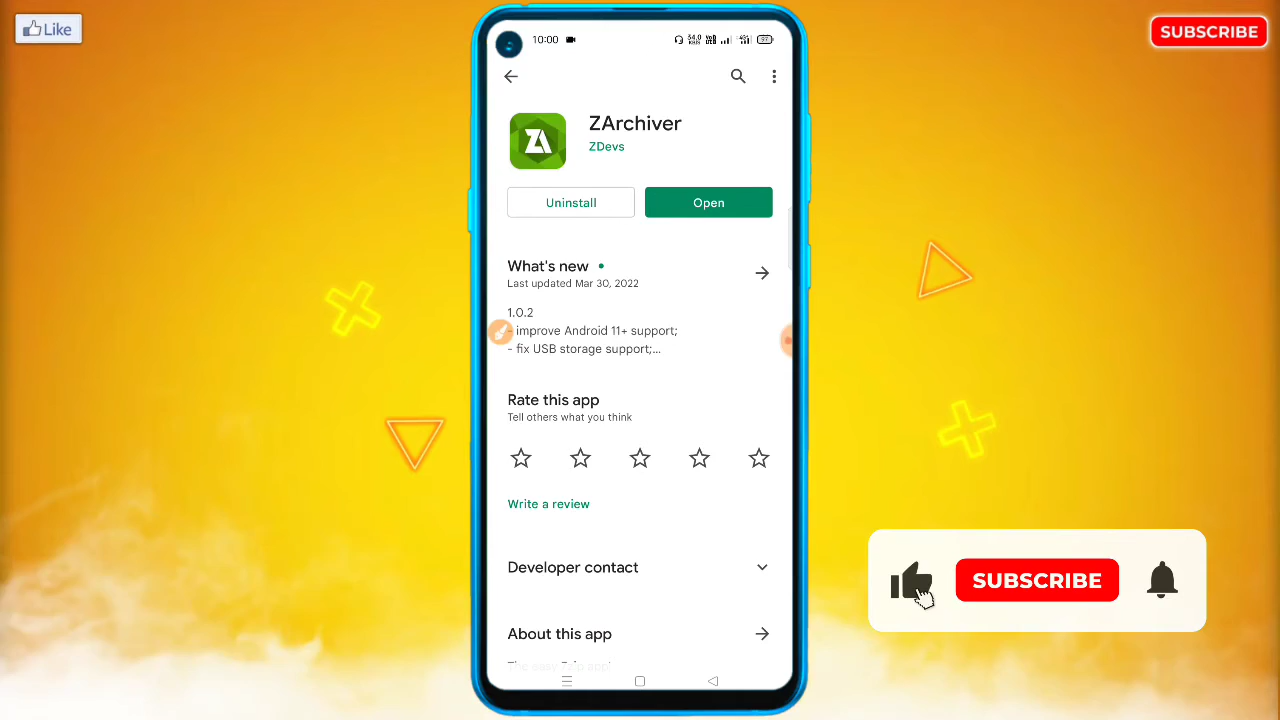 Like
SUBSCRIBE
10:00
ZArchiver
ZDevs
Uninstall
Open
What's new
Last updated Mar 30, 2022
1.0.2
- improve Android 11+ support;
- fix USB storage support;...
Rate this app
Tell others what you think
Write a review
Developer contact
About this app
SUBSCRIBE